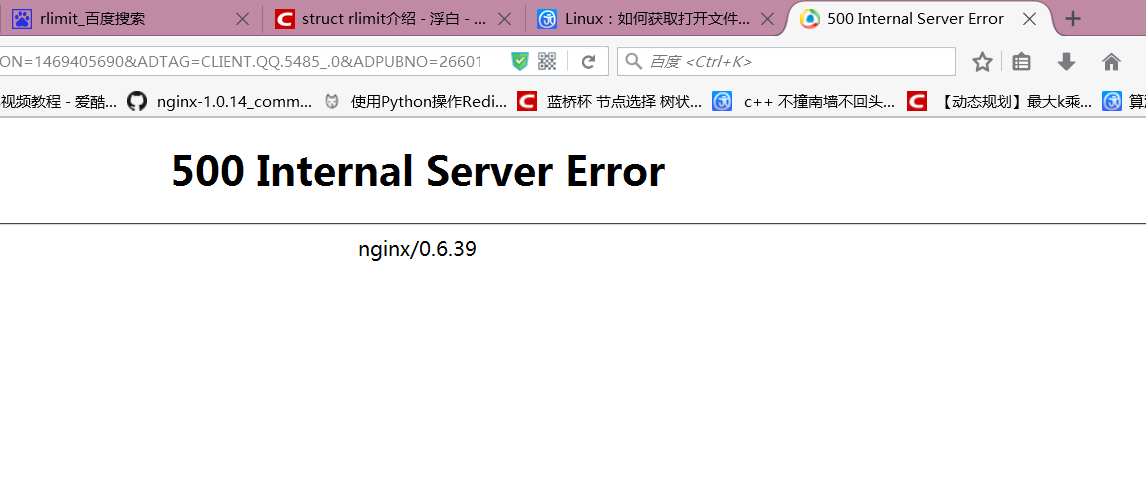 rlimit_百度搜索
struct rlimit介绍 - 浮白 - ...
Linux：如何获取打开文件...
500 Internal Server Error
ON=1469405690&ADTAG=CLIENT.QQ.5485_.0&ADPUBNO=26601
百度 <Ctrl+K>
视频教程 - 爱酷...
nginx-1.0.14_comm...
使用Python操作Redi...
蓝桥杯 节点选择 树状...
c++ 不撞南墙不回头...
【动态规划】最大k乘...
500 Internal Server Error
nginx/0.6.39